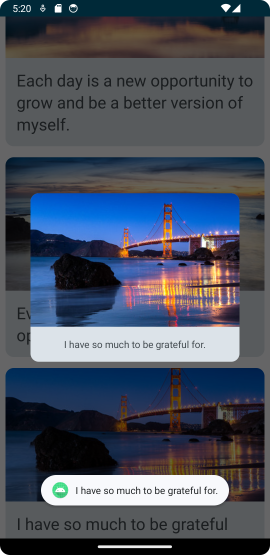 5:20
Each day is a new opportunity to
grow and be a better version of
myself.
Ev
op
I have so much to be grateful for.
I have so much to be grateful for.
I have so much to be grateful